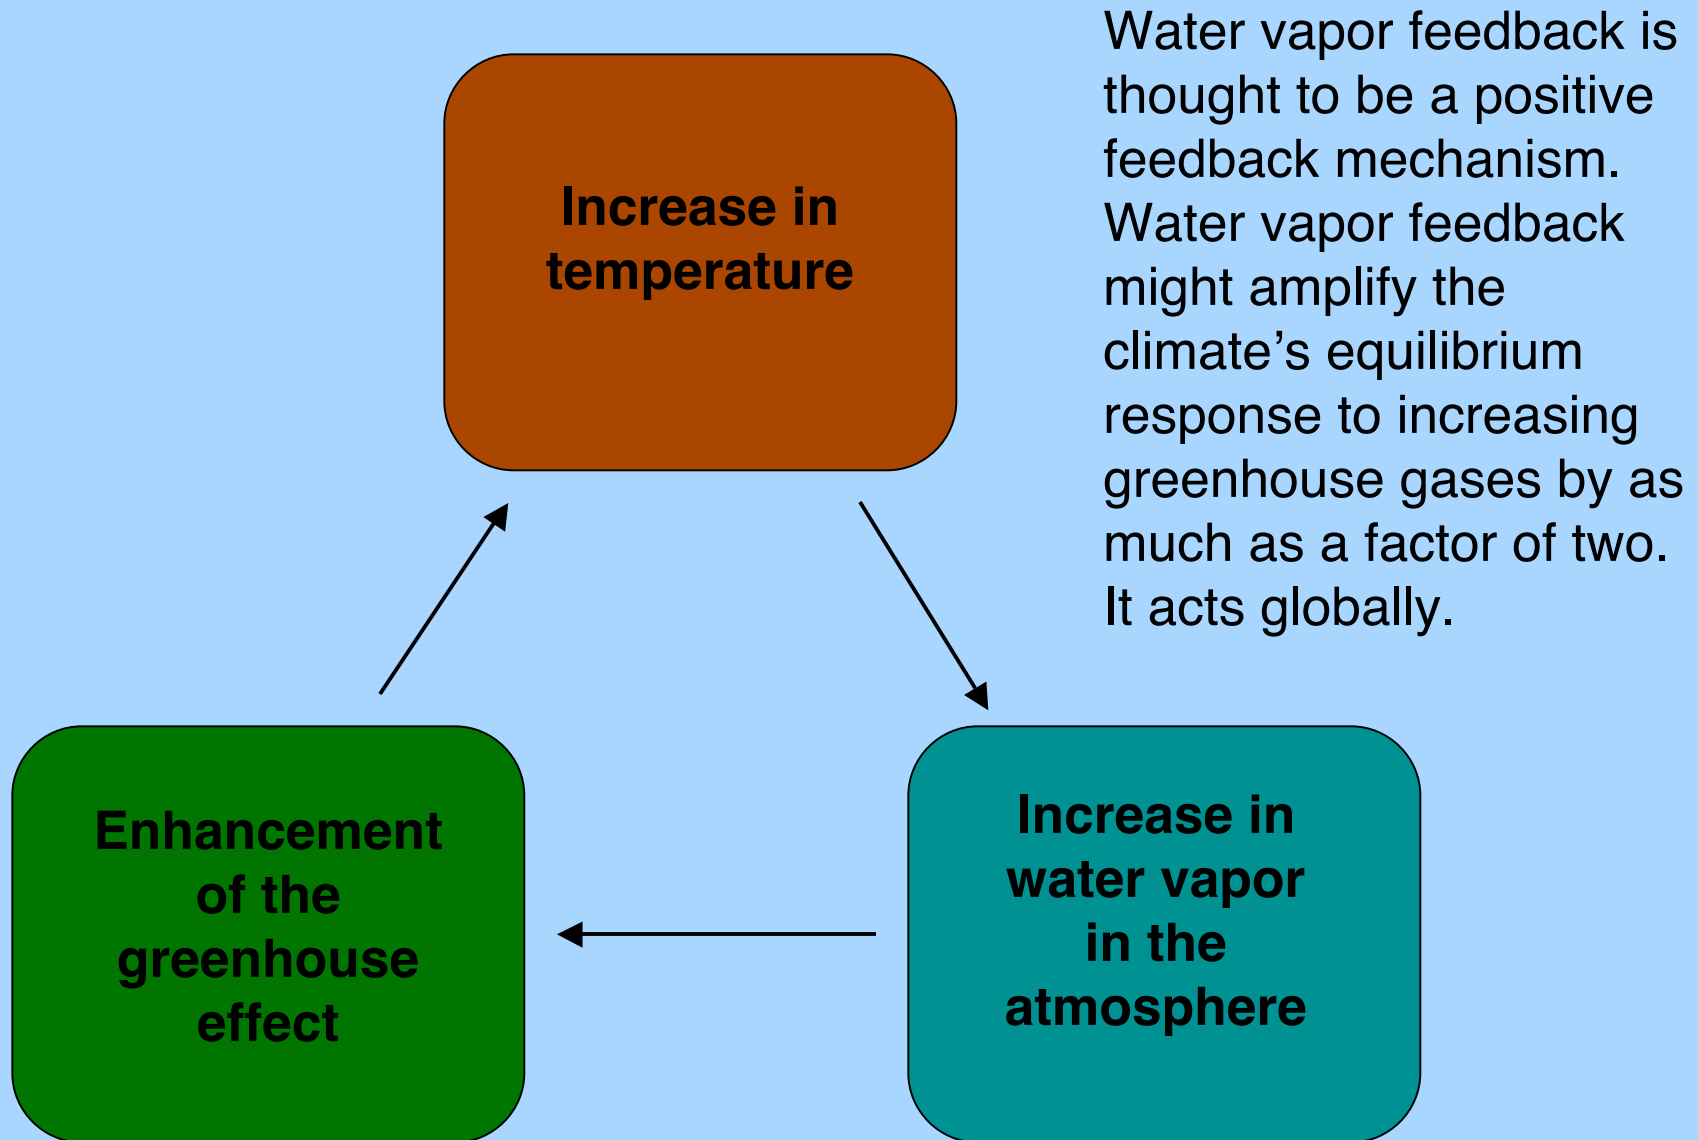 Water vapor feedback is
thought to be a positive
feedback mechanism.
Water vapor feedback
might amplify the
climate’s equilibrium
response to increasing
greenhouse gases by as
much as a factor of two.
It acts globally.
Increase in
temperature
Enhancement
of the
greenhouse
effect
Increase in
water vapor
in the
atmosphere